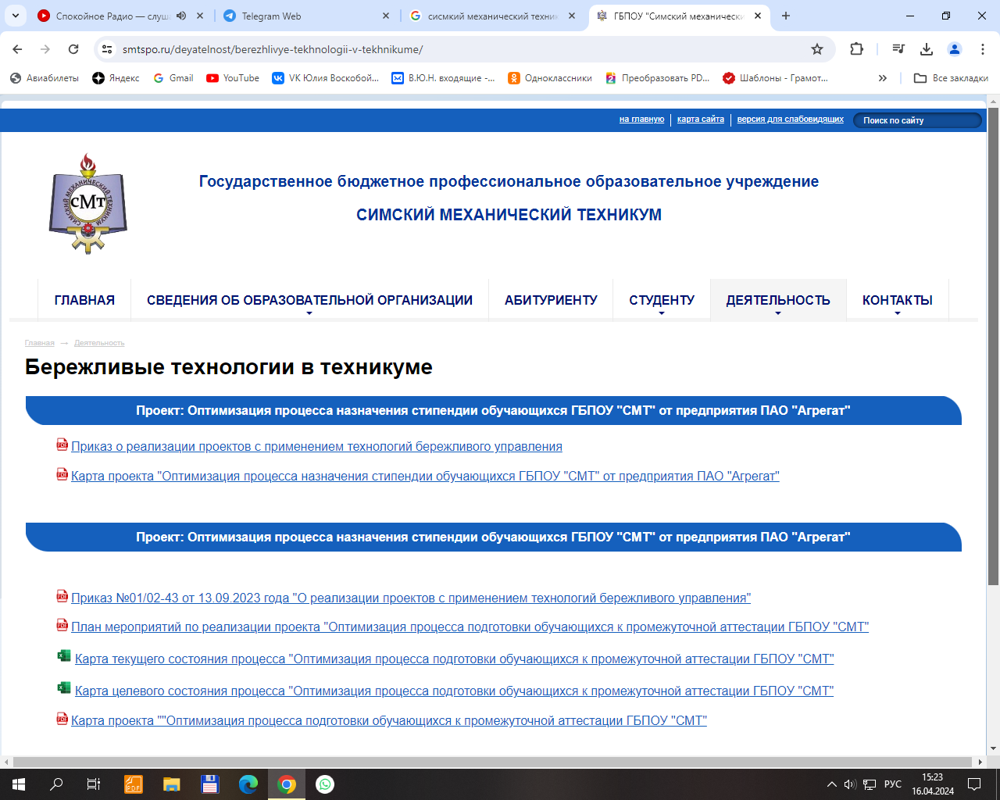 Спокойное Радио — слуша
Telegram Web
сисмкий механический техник
ГБПОУ "Симский механически
smtspo.ru/deyatelnost/berezhlivye-tekhnologii-v-tekhnikume/
Авиабилеты
Яндекс
Gmail
YouTube
VK Юлия Воскобой...
В.Ю.Н. входящие -...
Одноклассники
Преобразовать PD...
Шаблоны - Грамот...
»
Все закладки
на главную
карта сайта
версия для слабовидящих
Поиск по сайту
СИМСКИЙ МЕХАНИЧЕСКИЙ ТЕХНИКУМ
сМт
Государственное бюджетное профессиональное образовательное учреждение
СИМСКИЙ МЕХАНИЧЕСКИЙ ТЕХНИКУМ
ГЛАВНАЯ
СВЕДЕНИЯ ОБ ОБРАЗОВАТЕЛЬНОЙ ОРГАНИЗАЦИИ
АБИТУРИЕНТУ
СТУДЕНТУ
ДЕЯТЕЛЬНОСТЬ
КОНТАКТЫ
Главная → Деятельность
Бережливые технологии в техникуме
Проект: Оптимизация процесса назначения стипендии обучающихся ГБПОУ "СМТ" от предприятия ПАО "Агрегат"
Приказ о реализации проектов с применением технологий бережливого управления
Карта проекта "Оптимизация процесса назначения стипендии обучающихся ГБПОУ "СМТ" от предприятия ПАО "Агрегат"
Проект: Оптимизация процесса назначения стипендии обучающихся ГБПОУ "СМТ" от предприятия ПАО "Агрегат"
Приказ №01/02-43 от 13.09.2023 года "О реализации проектов с применением технологий бережливого управления"
План мероприятий по реализации проекта "Оптимизация процесса подготовки обучающихся к промежуточной аттестации ГБПОУ "СМТ"
Карта текущего состояния процесса "Оптимизация процесса подготовки обучающихся к промежуточной аттестации ГБПОУ "СМТ"
Карта целевого состояния процесса "Оптимизация процесса подготовки обучающихся к промежуточной аттестации ГБПОУ "СМТ"
Карта проекта ""Оптимизация процесса подготовки обучающихся к промежуточной аттестации ГБПОУ "СМТ"
PDF
РУС
15:23
16.04.2024